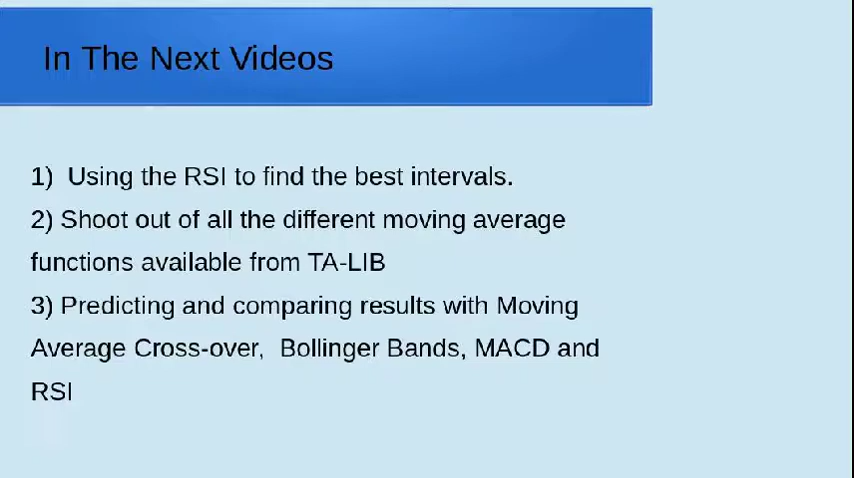 In The Next Videos
1)  Using the RSI to find the best intervals.
2) Shoot out of all the different moving average
functions available from TA-LIB
3) Predicting and comparing results with Moving
Average Cross-over,  Bollinger Bands, MACD and
RSI